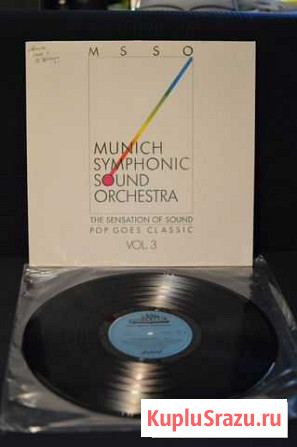 M S S O
MUNICH
SYMPHONIC
SOUND
ORCHESTRA
THE SENSATION OF SOUND
POP GOES CLASSIC
VOL. 3
KupluSrazu.ru